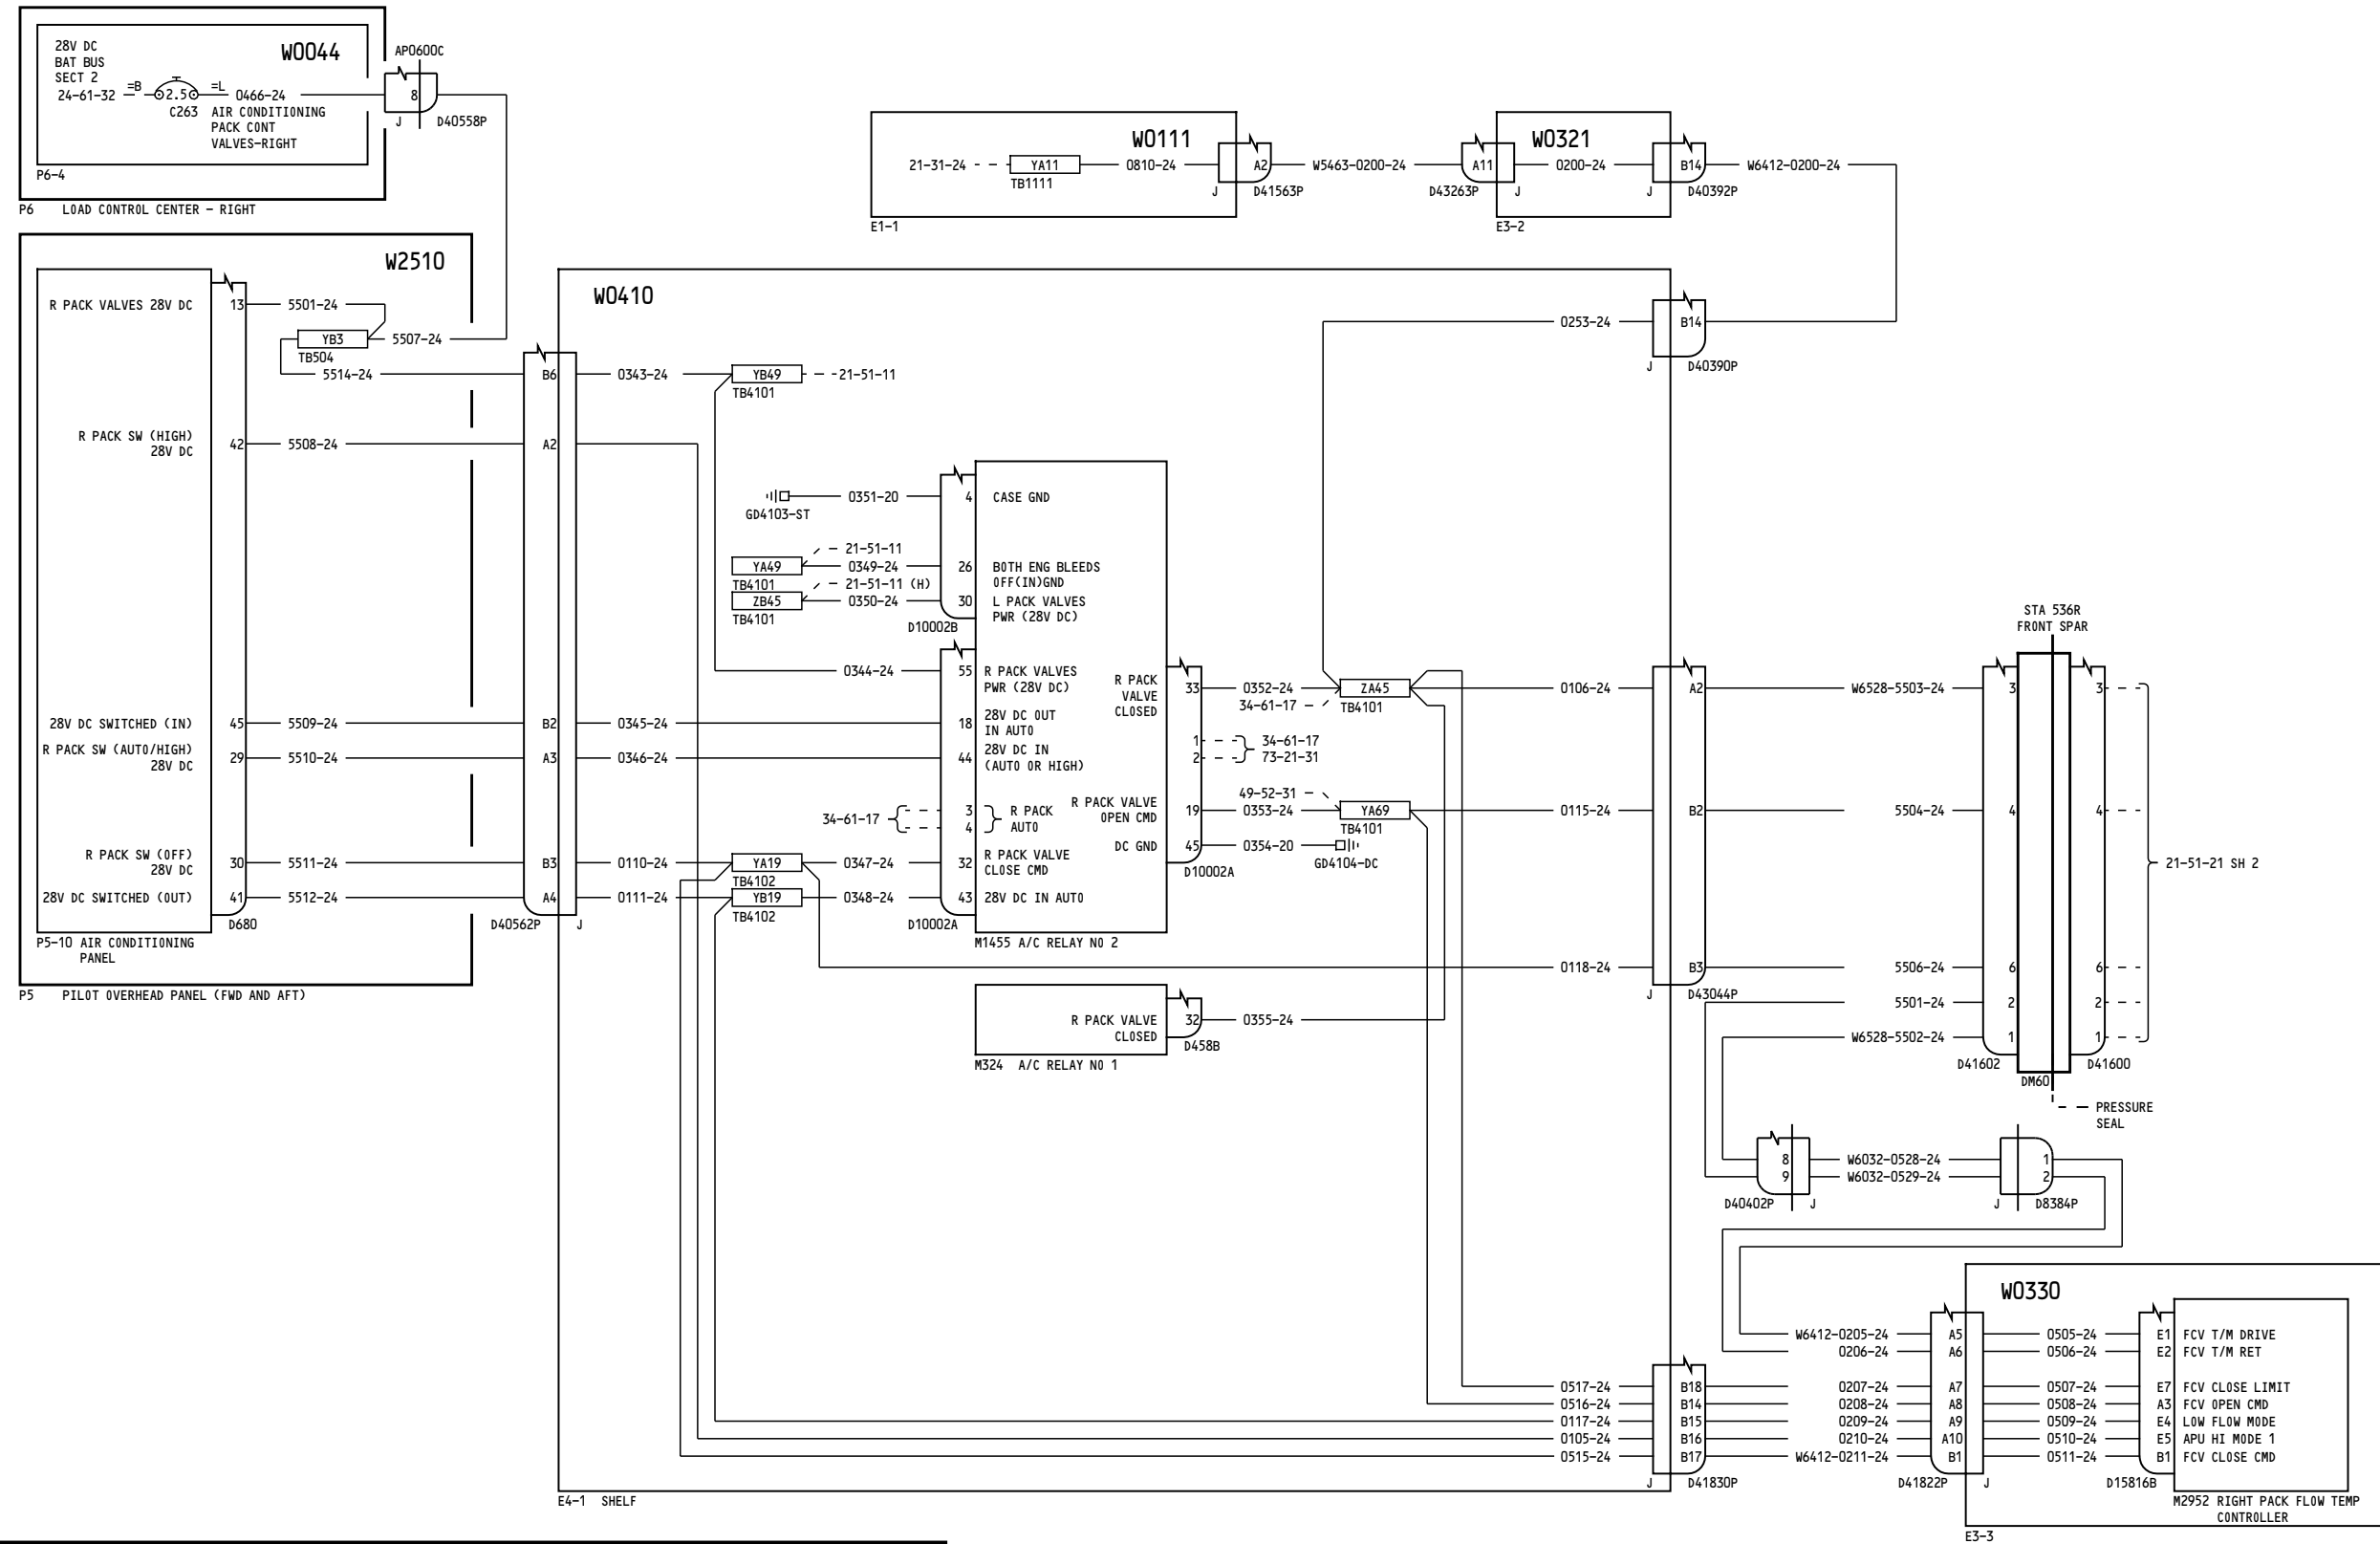 28V DC
BAT BUS
SECT 2
24-61-32
=B
2.5
=L
0466-24
C263
AIR CONDITIONING
PACK CONT
VALVES-RIGHT
W0044
AP0600C
8
J
D40558P
P6-4
P6 LOAD CONTROL CENTER - RIGHT
W0111
21-31-24
YA11
TB1111
0810-24
A2
J
D41563P
W5463-0200-24
E1-1
W0321
A11
D43263P
J
0200-24
B14
J
D40392P
W6412-0200-24
E3-2
W2510
R PACK VALVES 28V DC
13
5501-24
YB3
TB504
5507-24
5514-24
R PACK SW (HIGH)
28V DC
42
5508-24
28V DC SWITCHED (IN)
45
5509-24
R PACK SW (AUTO/HIGH)
28V DC
29
5510-24
R PACK SW (OFF)
28V DC
30
5511-24
28V DC SWITCHED (OUT)
41
5512-24
D680
P5-10 AIR CONDITIONING
PANEL
P5 PILOT OVERHEAD PANEL (FWD AND AFT)
W0410
B6
A2
B2
A3
B3
A4
D40562P
J
0343-24
YB49
TB4101
21-51-11
GD4103-ST
0351-20
4
CASE GND
21-51-11
YA49
0349-24
26
BOTH ENG BLEEDS
OFF(IN)GND
TB4101
21-51-11 (H)
ZB45
0350-24
30
L PACK VALVES
PWR (28V DC)
TB4101
D10002B
0344-24
55
R PACK VALVES
PWR (28V DC)
0345-24
18
28V DC OUT
IN AUTO
0346-24
44
28V DC IN
(AUTO OR HIGH)
34-61-17
3
4
R PACK
AUTO
0110-24
YA19
0347-24
32
R PACK VALVE
CLOSE CMD
TB4102
0111-24
YB19
0348-24
43
28V DC IN AUTO
TB4102
D10002A
M1455 A/C RELAY NO 2
R PACK
VALVE
CLOSED
33
0352-24
34-61-17
ZA45
TB4101
1
2
34-61-17
73-21-31
49-52-31
R PACK VALVE
OPEN CMD
19
0353-24
YA69
TB4101
DC GND
45
0354-20
GD4104-DC
D10002A
R PACK VALVE
CLOSED
32
0355-24
D458B
M324 A/C RELAY NO 1
0253-24
B14
J
D40390P
0106-24
A2
0115-24
B2
0118-24
B3
J
D43044P
W6528-5503-24
5504-24
5506-24
5501-24
W6528-5502-24
STA 536R
FRONT SPAR
3
4
6
2
1
D41602
DM60
3
4
6
2
1
D41600
21-51-21 SH 2
PRESSURE
SEAL
8
9
D40402P
J
W6032-0528-24
W6032-0529-24
1
2
J
D8384P
0517-24
0516-24
0117-24
0105-24
0515-24
B18
B14
B15
B16
B17
J
D41830P
E4-1 SHELF
W0330
W6412-0205-24 A5 0505-24 E1 FCV T/M DRIVE
0206-24 A6 0506-24 E2 FCV T/M RET
0207-24 A7 0507-24 E7 FCV CLOSE LIMIT
0208-24 A8 0508-24 A3 FCV OPEN CMD
0209-24 A9 0509-24 E4 LOW FLOW MODE
0210-24 A10 0510-24 E5 APU HI MODE 1
W6412-0211-24 B1 0511-24 B1 FCV CLOSE CMD
D41822P
J
D15816B
M2952 RIGHT PACK FLOW TEMP
CONTROLLER
E3-3